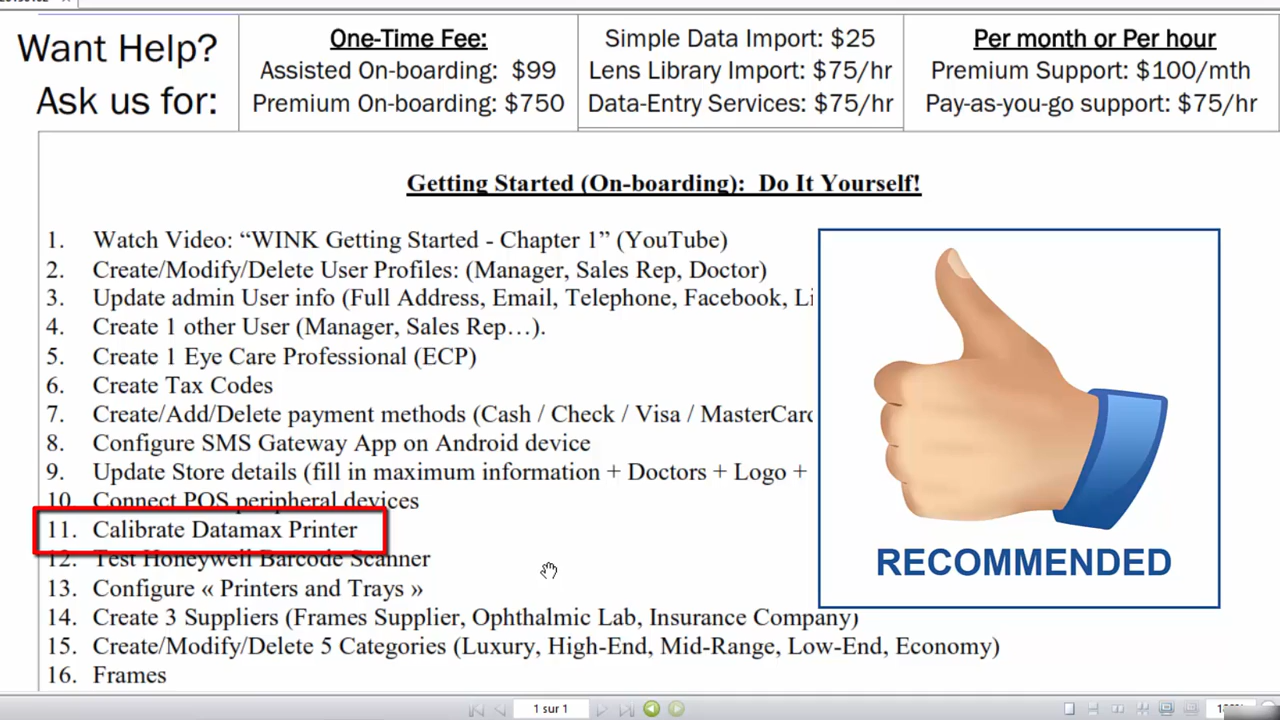 Want Help?
Ask us for:
One-Time Fee:
Assisted On-boarding: $99
Premium On-boarding: $750
Simple Data Import: $25
Lens Library Import: $75/hr
Data-Entry Services: $75/hr
Per month or Per hour
Premium Support: $100/mth
Pay-as-you-go support: $75/hr
Getting Started (On-boarding): Do It Yourself!
1. Watch Video: “WINK Getting Started - Chapter 1” (YouTube)
2. Create/Modify/Delete User Profiles: (Manager, Sales Rep, Doctor)
3. Update admin User info (Full Address, Email, Telephone, Facebook,
4. Create 1 other User (Manager, Sales Rep…).
5. Create 1 Eye Care Professional (ECP)
6. Create Tax Codes
7. Create/Add/Delete payment methods (Cash / Check / Visa / MasterCard
8. Configure SMS Gateway App on Android device
9. Update Store details (fill in maximum information + Doctors + Logo +
10. Connect POS peripheral devices
11. Calibrate Datamax Printer
12. Test Honeywell Barcode Scanner
13. Configure « Printers and Trays »
14. Create 3 Suppliers (Frames Supplier, Ophthalmic Lab, Insurance Company)
15. Create/Modify/Delete 5 Categories (Luxury, High-End, Mid-Range, Low-End, Economy)
16. Frames
RECOMMENDED
1 sur 1